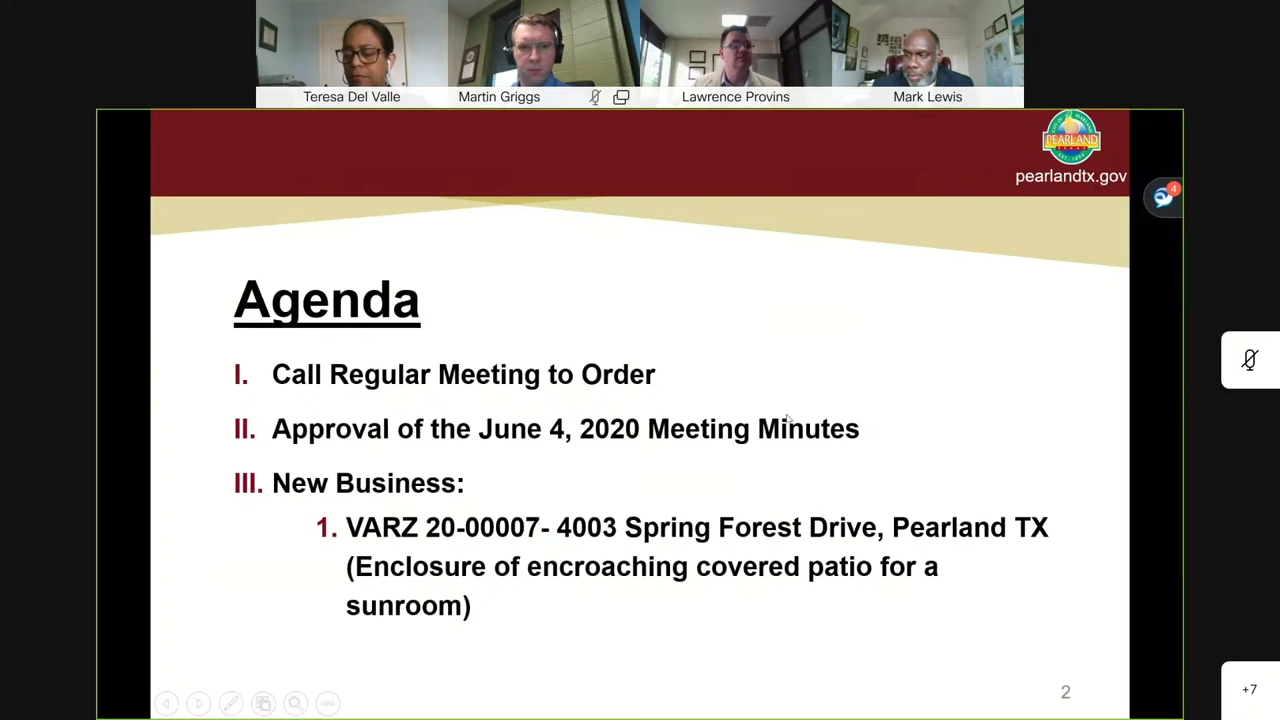 Teresa Del Valle
Martin Griggs
Lawrence Provins
Mark Lewis
PEARLAND
pearlandtx.gov
4
Agenda
I. Call Regular Meeting to Order
II. Approval of the June 4, 2020 Meeting Minutes
III. New Business:
1. VARZ 20-00007- 4003 Spring Forest Drive, Pearland TX
(Enclosure of encroaching covered patio for a
sunroom)
2
+7